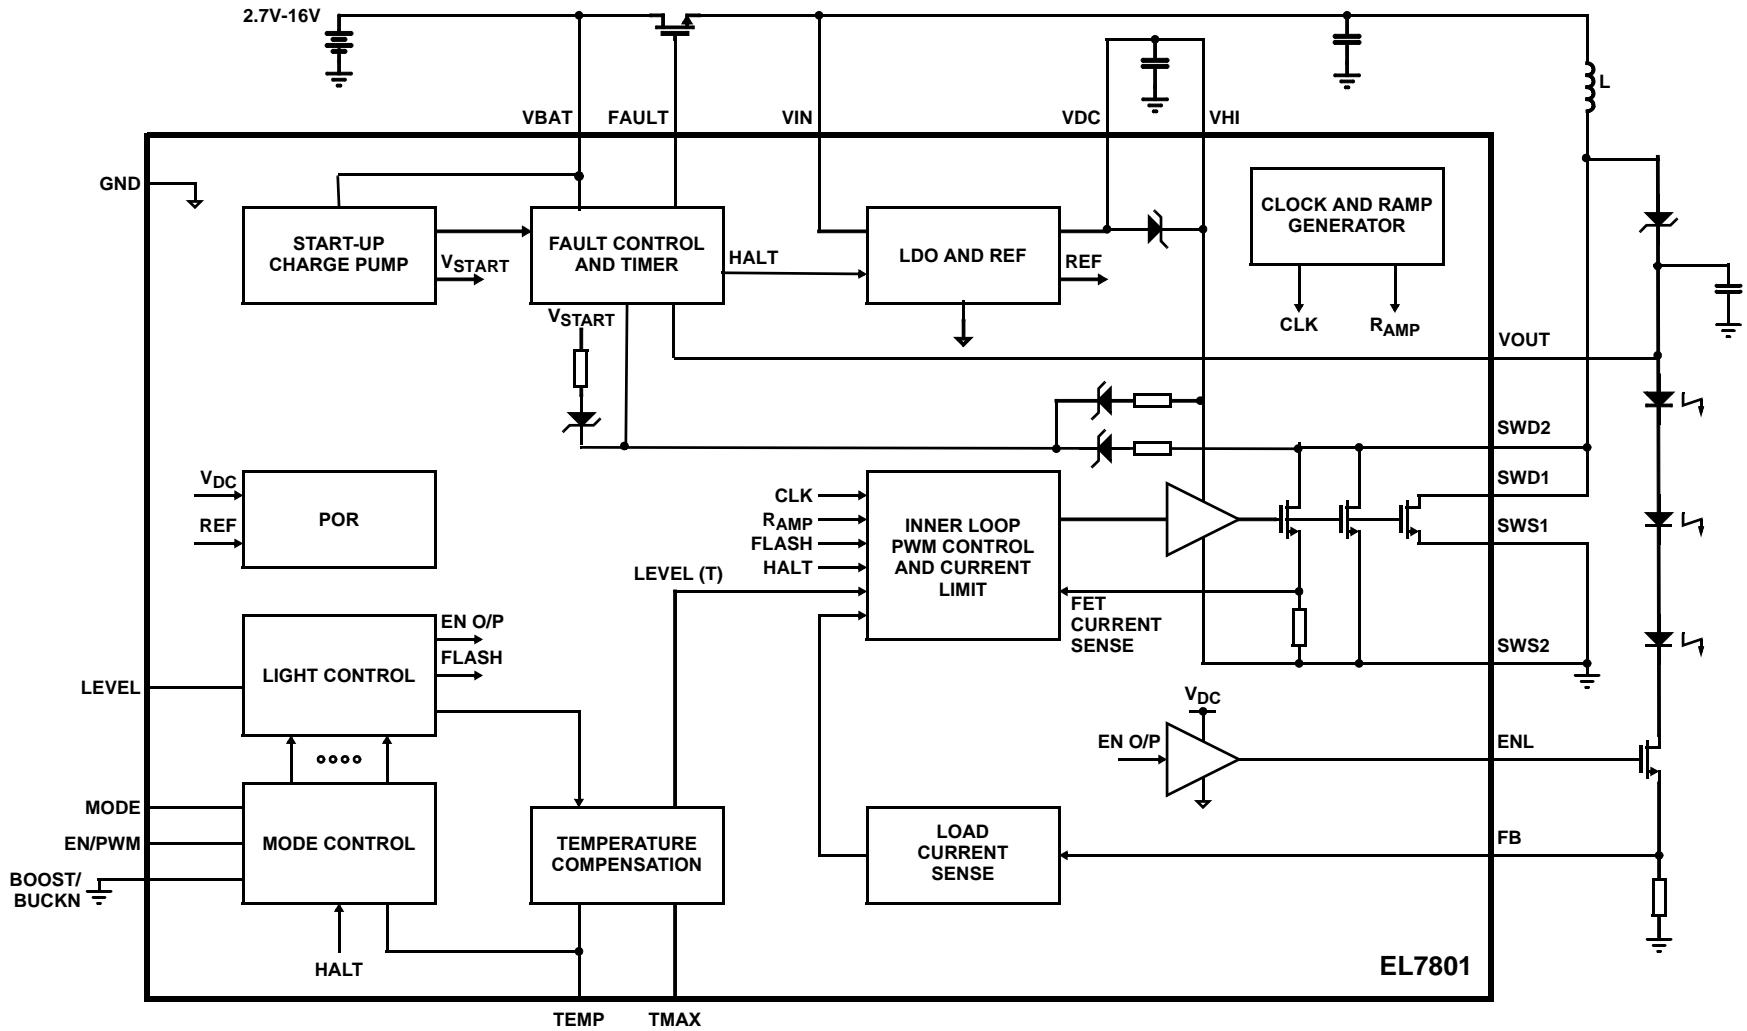 2.7V-16V
L
VBAT
FAULT
VIN
VDC
VHI
GND
START-UP
CHARGE PUMP
VSTART
FAULT CONTROL
AND TIMER
HALT
LDO AND REF
REF
CLOCK AND RAMP
GENERATOR
CLK
RAMP
VSTART
VOUT
SWD2
SWD1
SWS1
SWS2
VDC
REF
POR
CLK
RAMP
FLASH
HALT
LEVEL (T)
INNER LOOP
PWM CONTROL
AND CURRENT
LIMIT
FET
CURRENT
SENSE
LEVEL
LIGHT CONTROL
EN O/P
FLASH
VDC
EN O/P
ENL
MODE
EN/PWM
BOOST/
BUCKN
MODE CONTROL
HALT
TEMPERATURE
COMPENSATION
LOAD
CURRENT
SENSE
FB
EL7801
TEMP
TMAX